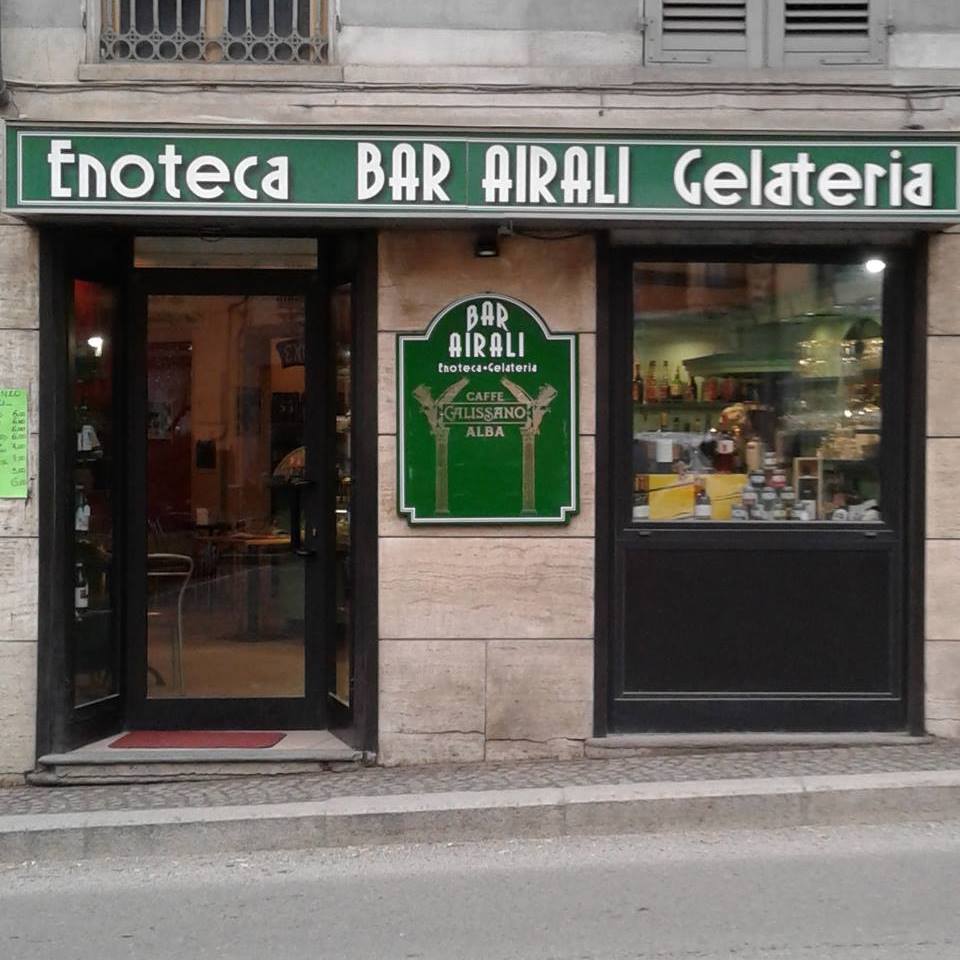 Enoteca BAR AIRALI Gelateria
BAR
AIRALI
Enoteca•Gelateria
CAFFE
GALISSANO
ALBA